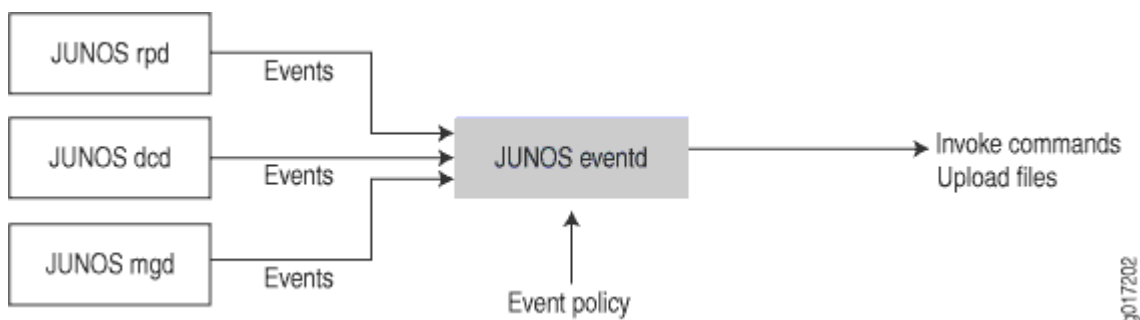 JUNOS rpd
Events
JUNOS dcd
Events
JUNOS mgd
Events
JUNOS eventd
Event policy
Invoke commands
Upload files
g017202